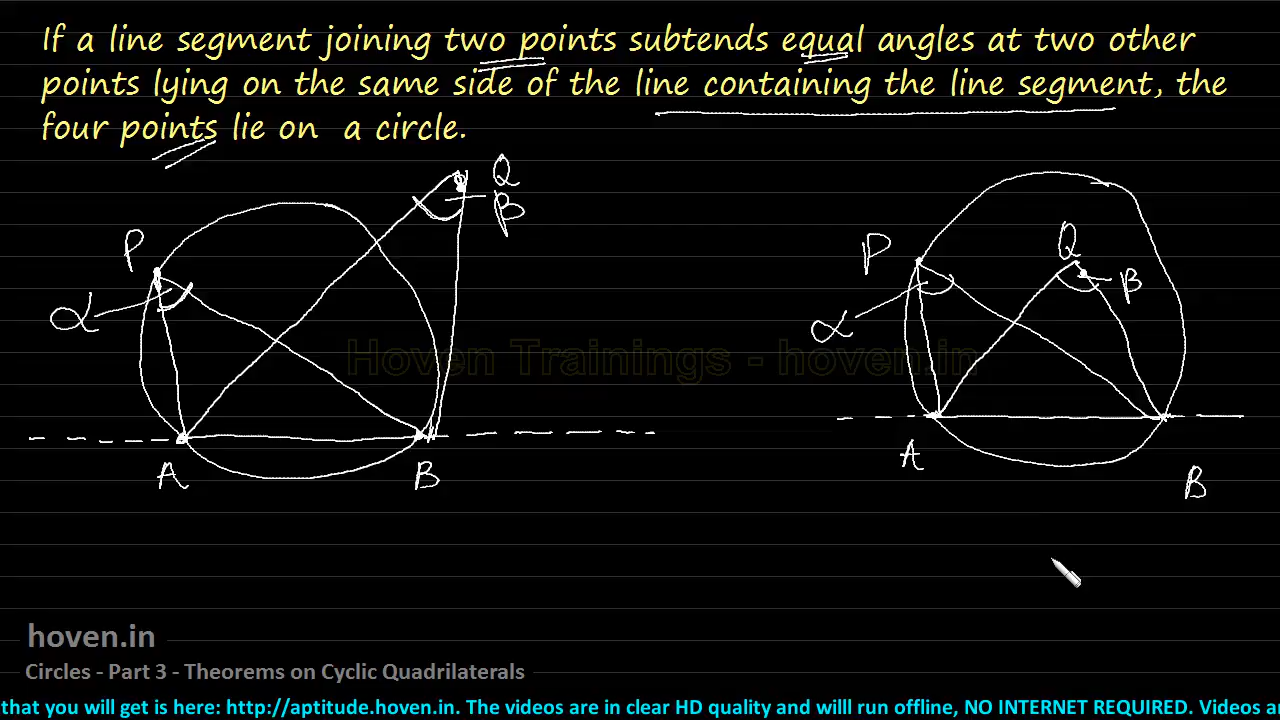 If a line segment joining two points subtends equal angles at two other
points lying on the same side of the line containing the line segment, the
four points lie on a circle.
Q
β
P
α
A
B
P
Q
β
α
A
B
Hoven Trainings - hoven.in
hoven.in
Circles - Part 3 - Theorems on Cyclic Quadrilaterals
that you will get is here: http://aptitude.hoven.in. The videos are in clear HD quality and willl run offline, NO INTERNET REQUIRED. Videos a